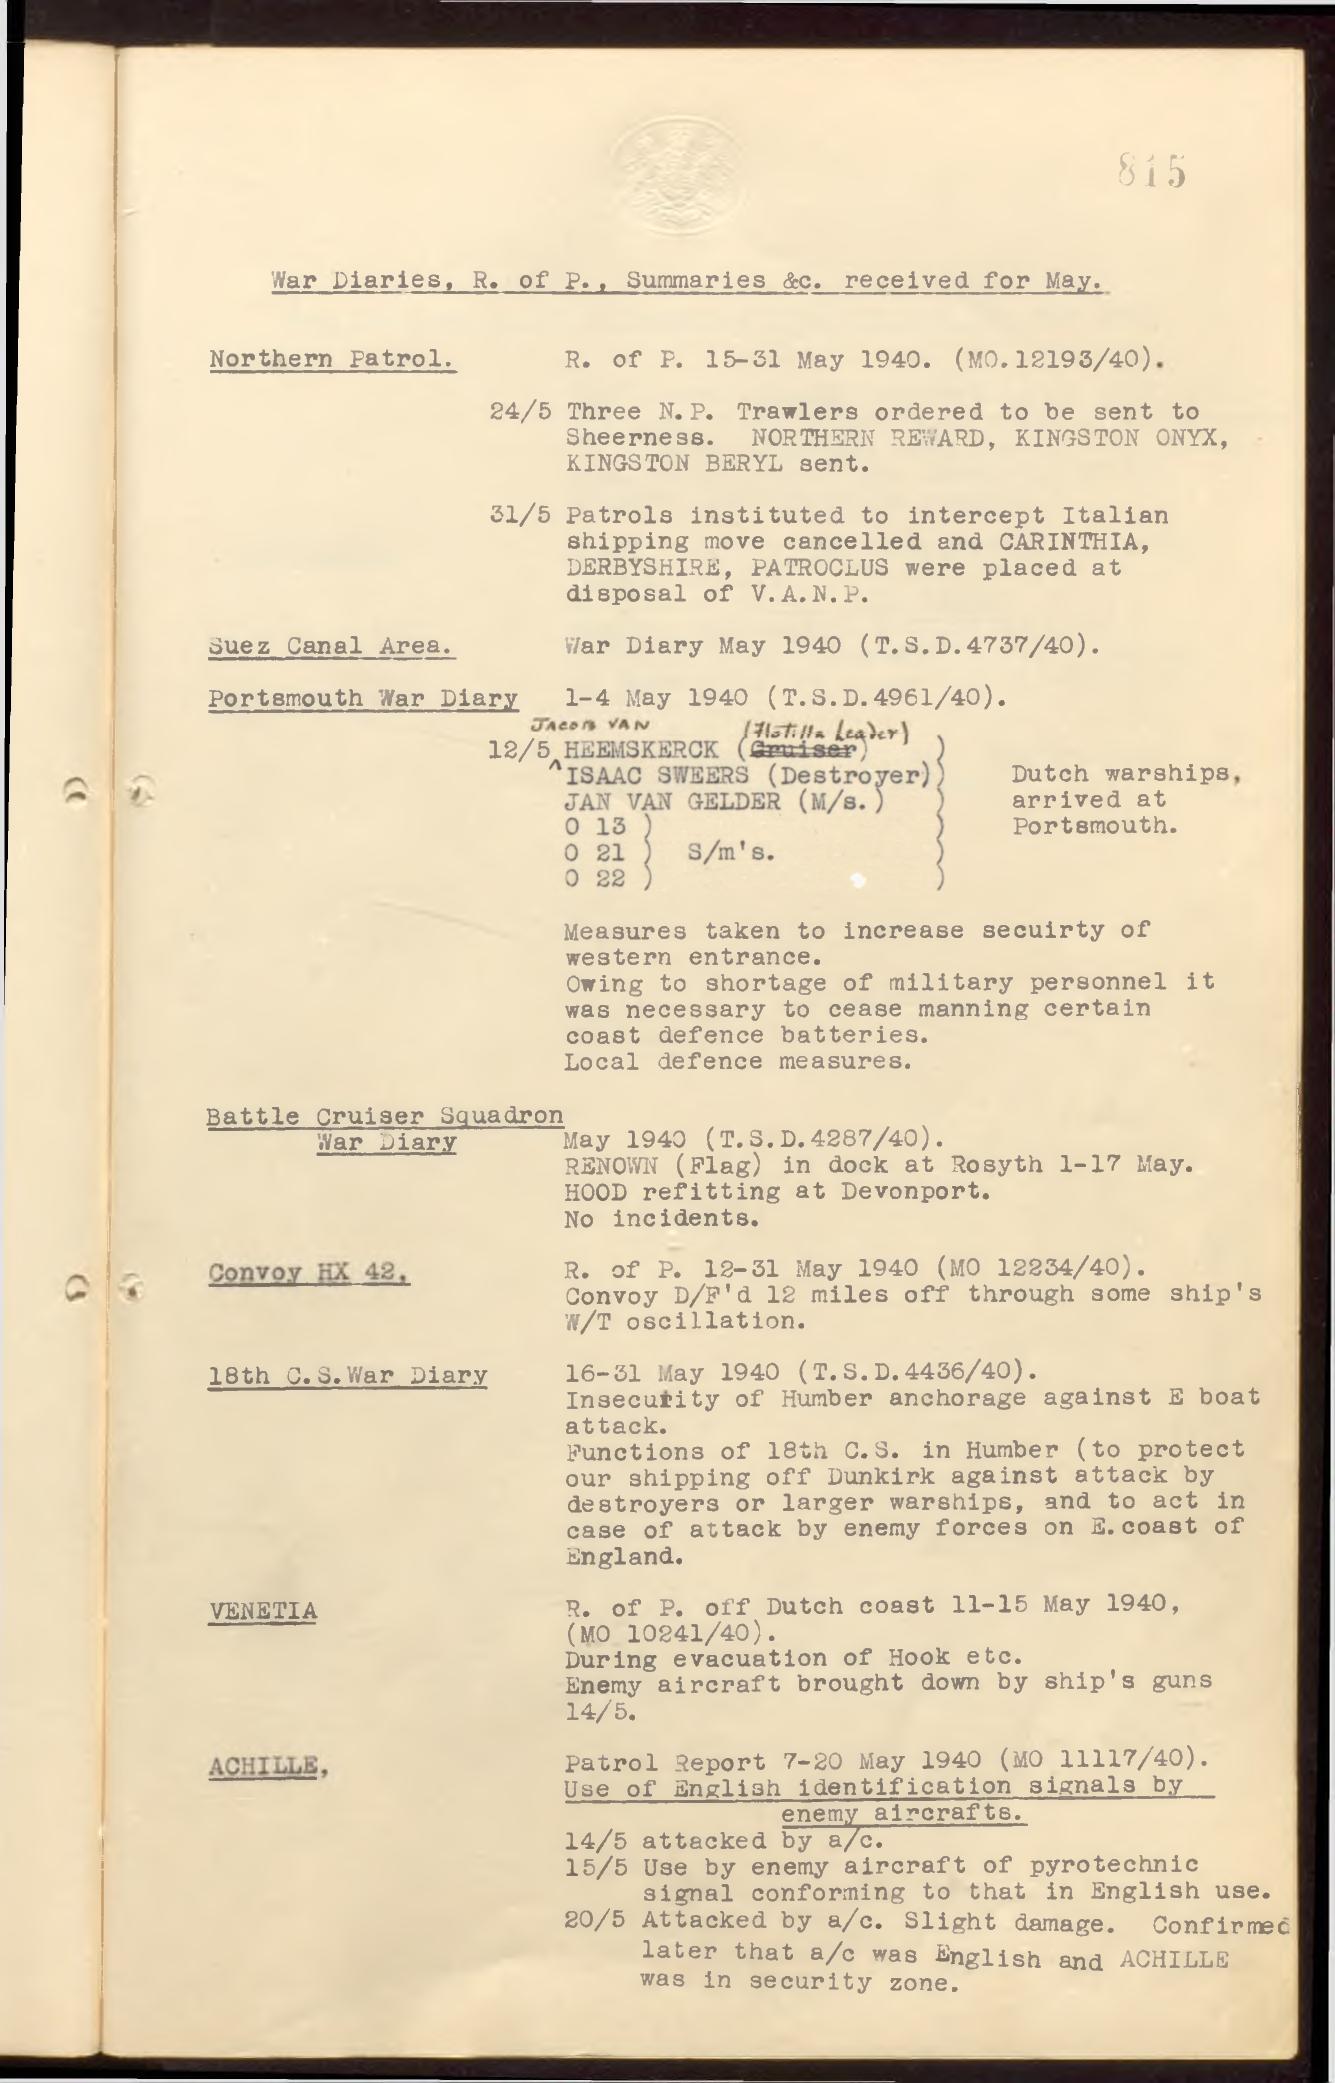 815
War Diaries, R. of P., Summaries &c. received for May.
Northern Patrol. R. of P. 15-31 May 1940. (MO.12193/40).
24/5 Three N.P. Trawlers ordered to be sent to
Sheerness. NORTHERN REWARD, KINGSTON ONYX,
KINGSTON BERYL sent.
31/5 Patrols instituted to intercept Italian
shipping move cancelled and CARINTHIA,
DERBYSHIRE, PATROCLUS were placed at
disposal of V.A.N.P.
Suez Canal Area. War Diary May 1940 (T.S.D.4737/40).
Portsmouth War Diary 1-4 May 1940 (T.S.D.4961/40).
JACOB VAN (Flotilla Leader)
12/5 HEEMSKERCK (Cruiser) )
^ISAAC SWEERS (Destroyer) ) Dutch warships,
JAN VAN GELDER (M/s.) ) arrived at
O 13 ) ) Portsmouth.
O 21 ) S/m's. )
O 22 ) )
Measures taken to increase secuirty of
western entrance.
Owing to shortage of military personnel it
was necessary to cease manning certain
coast defence batteries.
Local defence measures.
Battle Cruiser Squadron
War Diary May 1940 (T.S.D.4287/40).
RENOWN (Flag) in dock at Rosyth 1-17 May.
HOOD refitting at Devonport.
No incidents.
Convoy HX 42, R. of P. 12-31 May 1940 (MO 12234/40).
Convoy D/F'd 12 miles off through some ship's
W/T oscillation.
18th C.S.War Diary 16-31 May 1940 (T.S.D.4436/40).
Insecurity of Humber anchorage against E boat
attack.
Functions of 18th C.S. in Humber (to protect
our shipping off Dunkirk against attack by
destroyers or larger warships, and to act in
case of attack by enemy forces on E.coast of
England.
VENETIA R. of P. off Dutch coast 11-15 May 1940,
(MO 10241/40).
During evacuation of Hook etc.
Enemy aircraft brought down by ship's guns
14/5.
ACHILLE, Patrol Report 7-20 May 1940 (MO 11117/40).
Use of English identification signals by
enemy aircrafts.
14/5 attacked by a/c.
15/5 Use by enemy aircraft of pyrotechnic
signal conforming to that in English use.
20/5 Attacked by a/c. Slight damage. Confirmed
later that a/c was English and ACHILLE
was in security zone.